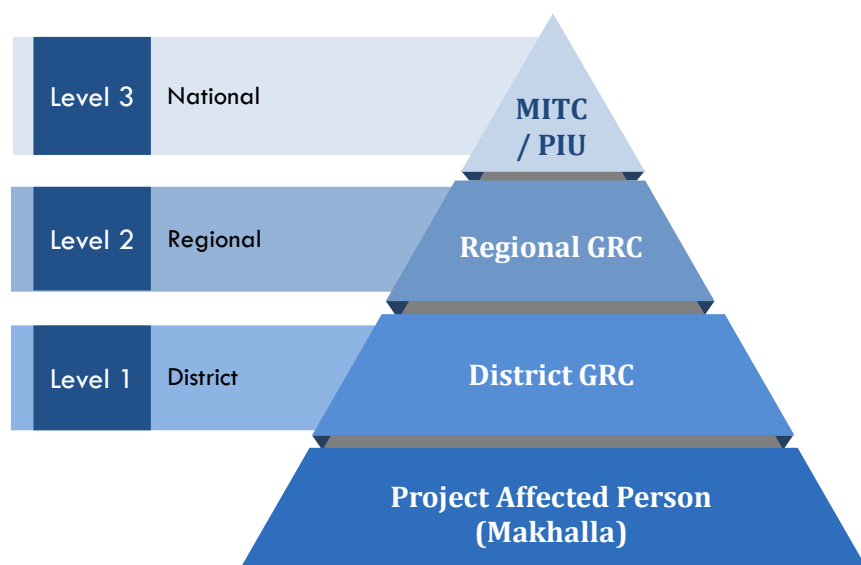 Level 3
National
MITC
/ PIU
Level 2
Regional
Regional GRC
Level 1
District
District GRC
Project Affected Person
(Makhalla)